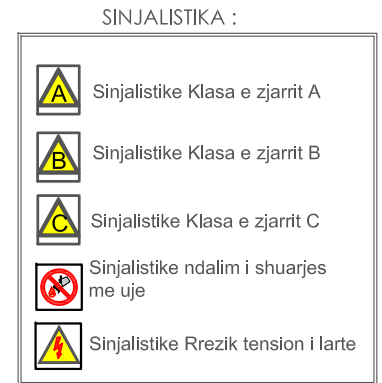 SINJALISTIKA :
A Sinjalistike Klasa e zjarrit A
B Sinjalistike Klasa e zjarrit B
C Sinjalistike Klasa e zjarrit C
Sinjalistike ndalim i shuarjes
me uje
Sinjalistike Rrezik tension i larte